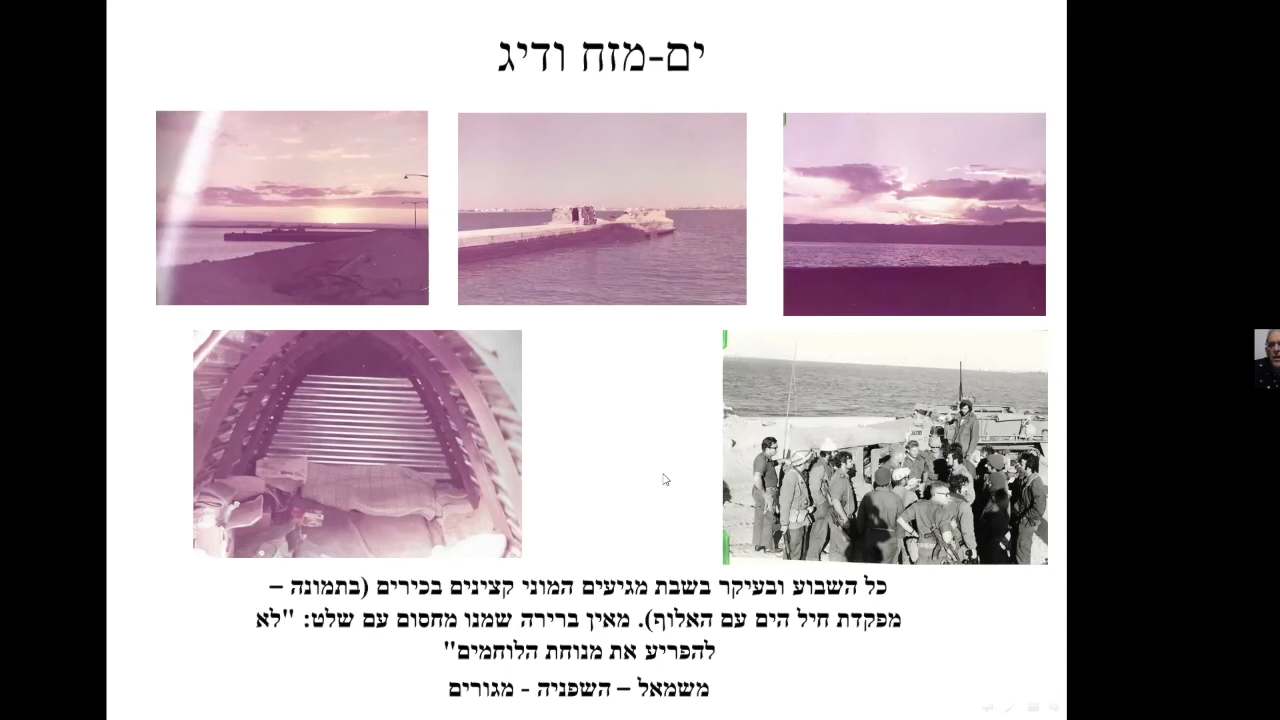 ים-מזח ודיג
כל השבוע ובעיקר בשבת מגיעים המוני קצינים בכירים (בתמונה –
מפקדת חיל הים עם האלוף). מאין ברירה שמנו מחסום עם שלט: "לא
להפריע את מנוחת הלוחמים"
משמאל – השפניה - מגורים